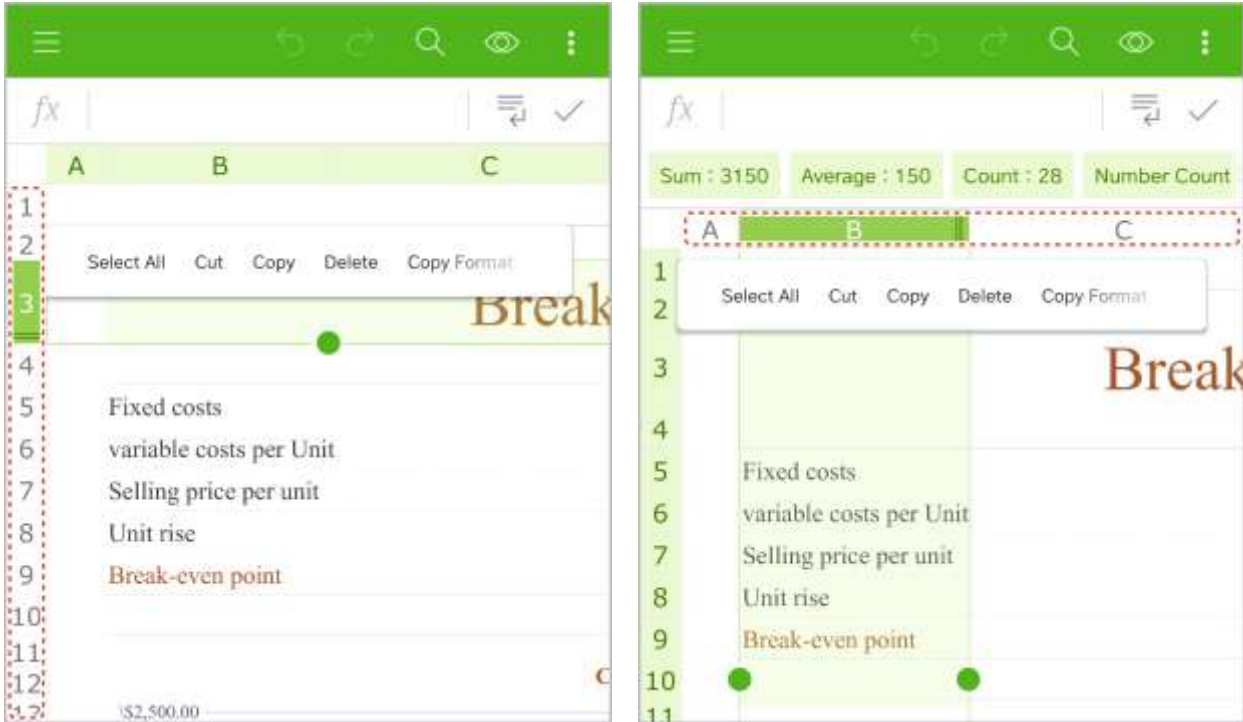 fx
A B C
1
2
Select All Cut Copy Delete Copy Format
3
Break
4
5 Fixed costs
6 variable costs per Unit
7 Selling price per unit
8 Unit rise
9 Break-even point
10
11
12 C
13 \$2,500.00
fx
Sum : 3150 Average : 150 Count : 28 Number Count
A B C
1
Select All Cut Copy Delete Copy Format
2
3 Break
4
5 Fixed costs
6 variable costs per Unit
7 Selling price per unit
8 Unit rise
9 Break-even point
10
11